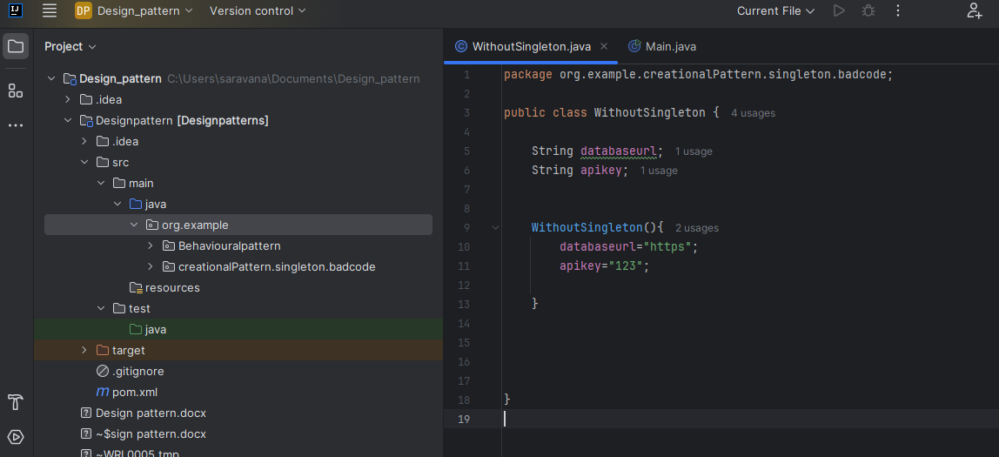 IJ
DP Design_pattern Version control Current File
Project
Design_pattern C:\Users\saravana\Documents\Design_pattern
.idea
Designpattern [Designpatterns]
.idea
src
main
java
org.example
Behaviouralpattern
creationalPattern.singleton.badcode
resources
test
java
target
.gitignore
m pom.xml
Design pattern.docx
~$sign pattern.docx
~WRL0005.tmp
WithoutSingleton.java Main.java
1 package org.example.creationalPattern.singleton.badcode;
2
3 public class WithoutSingleton { 4 usages
4
5 String databaseurl; 1 usage
6 String apikey; 1 usage
7
8
9 WithoutSingleton(){ 2 usages
10 databaseurl="https";
11 apikey="123";
12
13 }
14
15
16
17
18 }
19